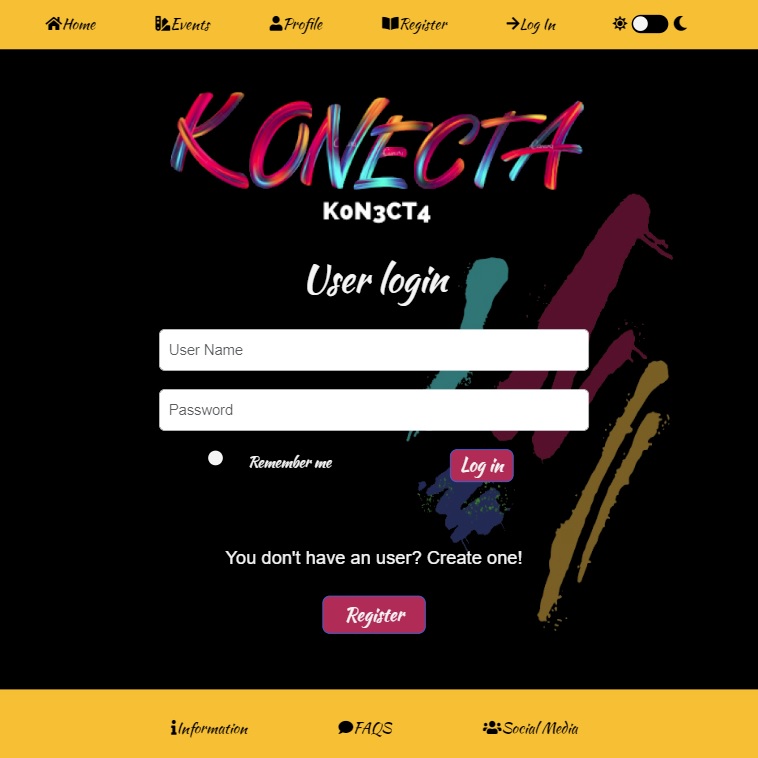 Home Events Profile Register Log In
KONECTA
K0N3CT4
User login
User Name
Password
Remember me Log in
You don't have an user? Create one!
Register
Information FAQS Social Media